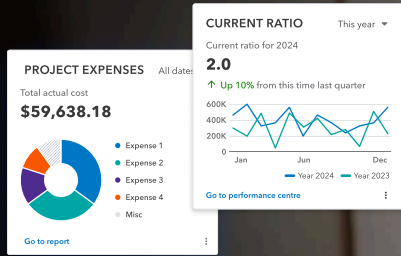 PROJECT EXPENSES
All dates
Total actual cost
$59,638.18
Expense 1
Expense 2
Expense 3
Expense 4
Misc
Go to report
CURRENT RATIO
This year
Current ratio for 2024
2.0
↑ Up 10% from this time last quarter
600K
400K
200K
0
Jan Jun Dec
Year 2024 Year 2023
Go to performance centre